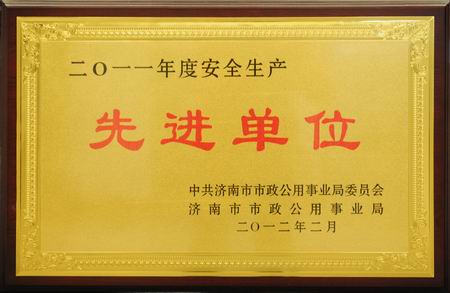 二〇一一年度安全生产
先进单位
中共济南市市政公用事业局委员会
济南市市政公用事业局
二〇一二年二月